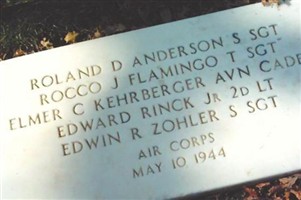 ROLAND D ANDERSON S SGT
ROCCO J FLAMINGO T SGT
ELMER C KEHRBERGER AVN CADE
EDWARD RINCK JR 2D LT
EDWIN R ZOHLER S SGT
AIR CORPS
MAY 10 1944